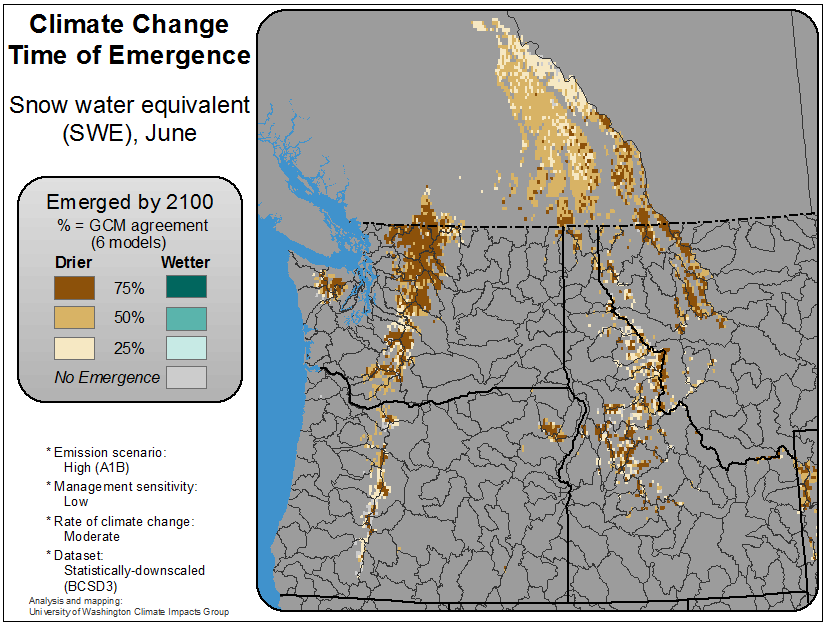 Climate Change
Time of Emergence
Snow water equivalent
(SWE), June
Emerged by 2100
% = GCM agreement
(6 models)
Drier Wetter
75%
50%
25%
No Emergence
* Emission scenario:
High (A1B)
* Management sensitivity:
Low
* Rate of climate change:
Moderate
* Dataset:
Statistically-downscaled
(BCSD3)
Analysis and mapping:
University of Washington Climate Impacts Group